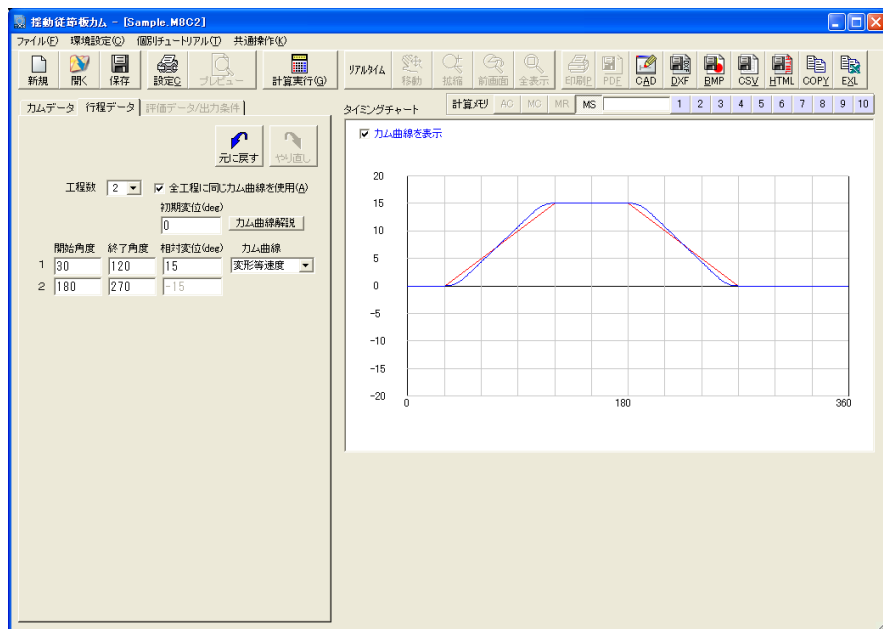 揺動従節板カム - [Sample.M8C2]
ファイル(F) 環境設定(C) 個別チュートリアル(T) 共通操作(K)
新規 開く 保存 設定C プレビュー 計算実行(G) リアルタイム 移動 拡縮 前画面 全表示 印刷P PDF CAD DXF BMP CSV HTML COPY EXL
カムデータ 行程データ 評価データ/出力条件
タイミングチャート 計算メモリ AC MC MR MS 1 2 3 4 5 6 7 8 9 10
カム曲線を表示
元に戻す やり直し
工程数 2 全工程に同じカム曲線を使用(A)
初期変位(deg)
0 カム曲線解説
開始角度 終了角度 相対変位(deg) カム曲線
1 30 120 15 変形等速度
2 180 270 -15
20
15
10
5
0
-5
-10
-15
-20
0 180 360